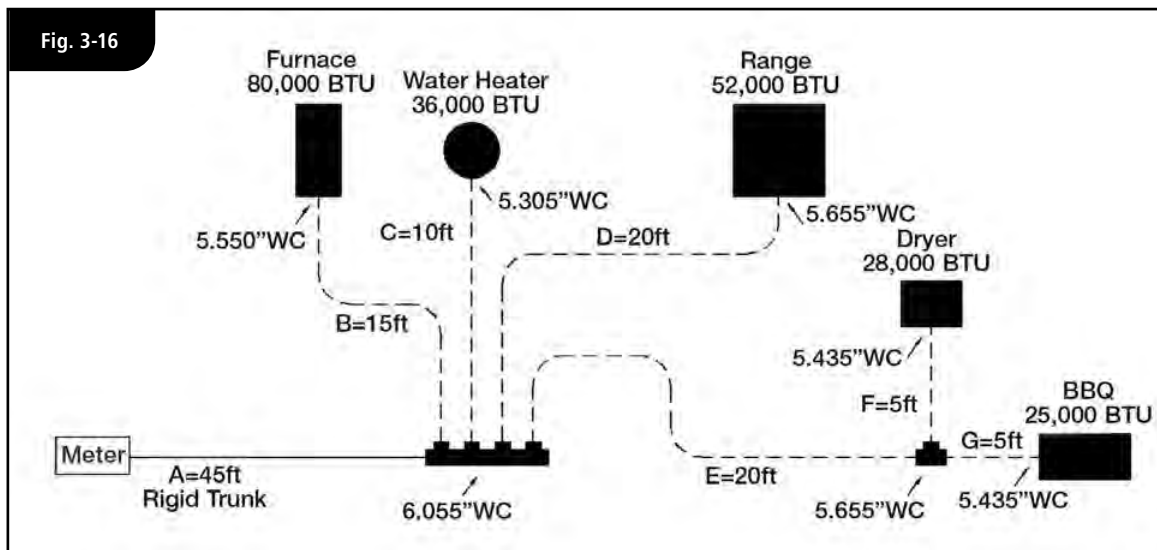 Fig. 3-16
Furnace
80,000 BTU
Water Heater
36,000 BTU
Range
52,000 BTU
5.550”WC
C=10ft
5.305”WC
D=20ft
5.655”WC
Dryer
28,000 BTU
B=15ft
5.435”WC
F=5ft
BBQ
25,000 BTU
Meter
A=45ft
Rigid Trunk
6.055”WC
E=20ft
5.655”WC
G=5ft
5.435”WC